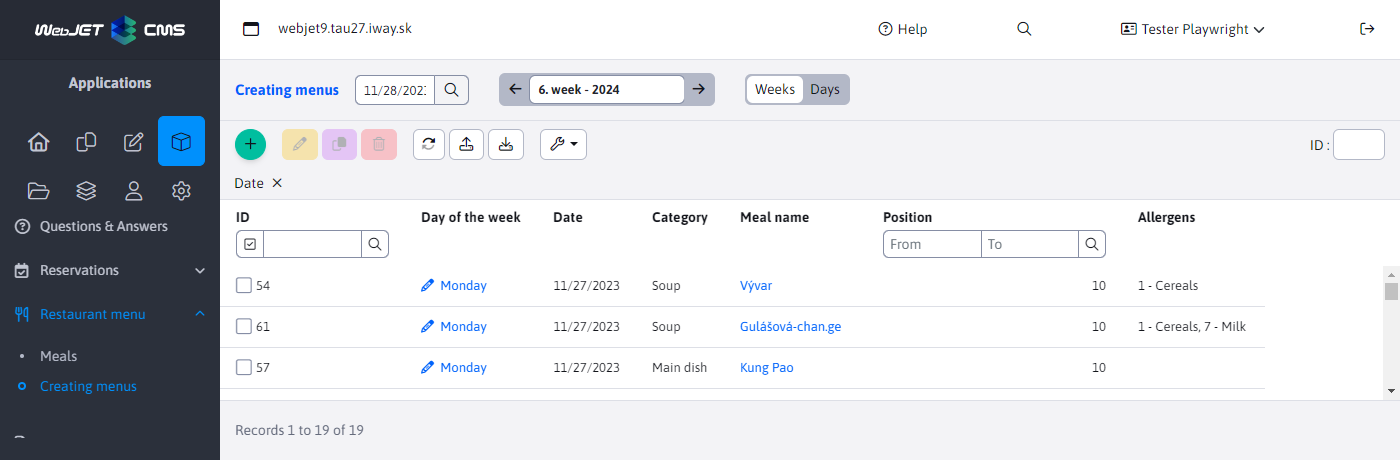 WebJET CMS
webjet9.tau27.iway.sk
Help
Tester Playwright
Applications
Creating menus
11/28/2023
6. week - 2024
Weeks
Days
ID :
Date ×
Questions & Answers
Reservations
Restaurant menu
Meals
Creating menus
ID Day of the week Date Category Meal name Position Allergens
From To
54 Monday 11/27/2023 Soup Vývar 10 1 - Cereals
61 Monday 11/27/2023 Soup Gulášová-chan.ge 10 1 - Cereals, 7 - Milk
57 Monday 11/27/2023 Main dish Kung Pao 10
Records 1 to 19 of 19